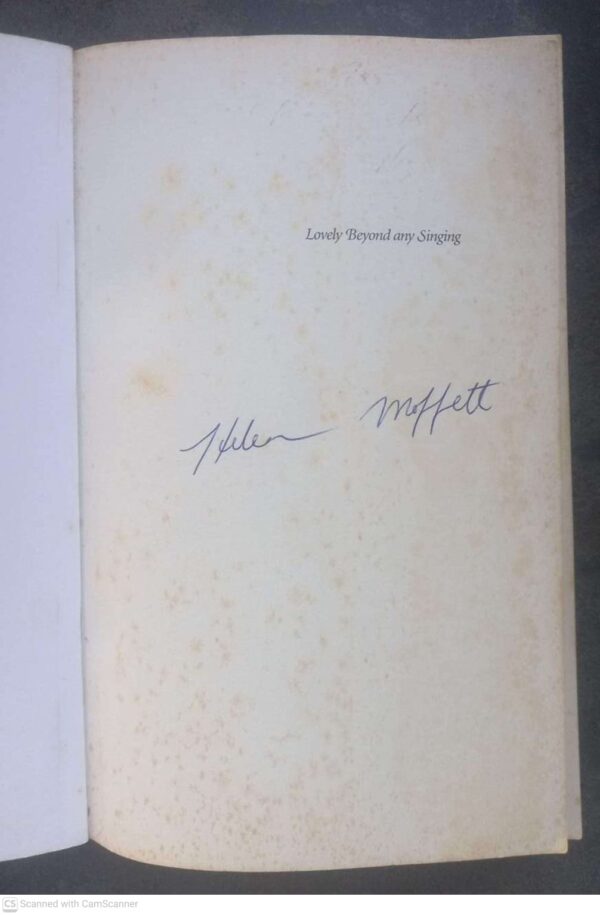 Lovely Beyond any Singing
Helen Moffett
CS Scanned with CamScanner